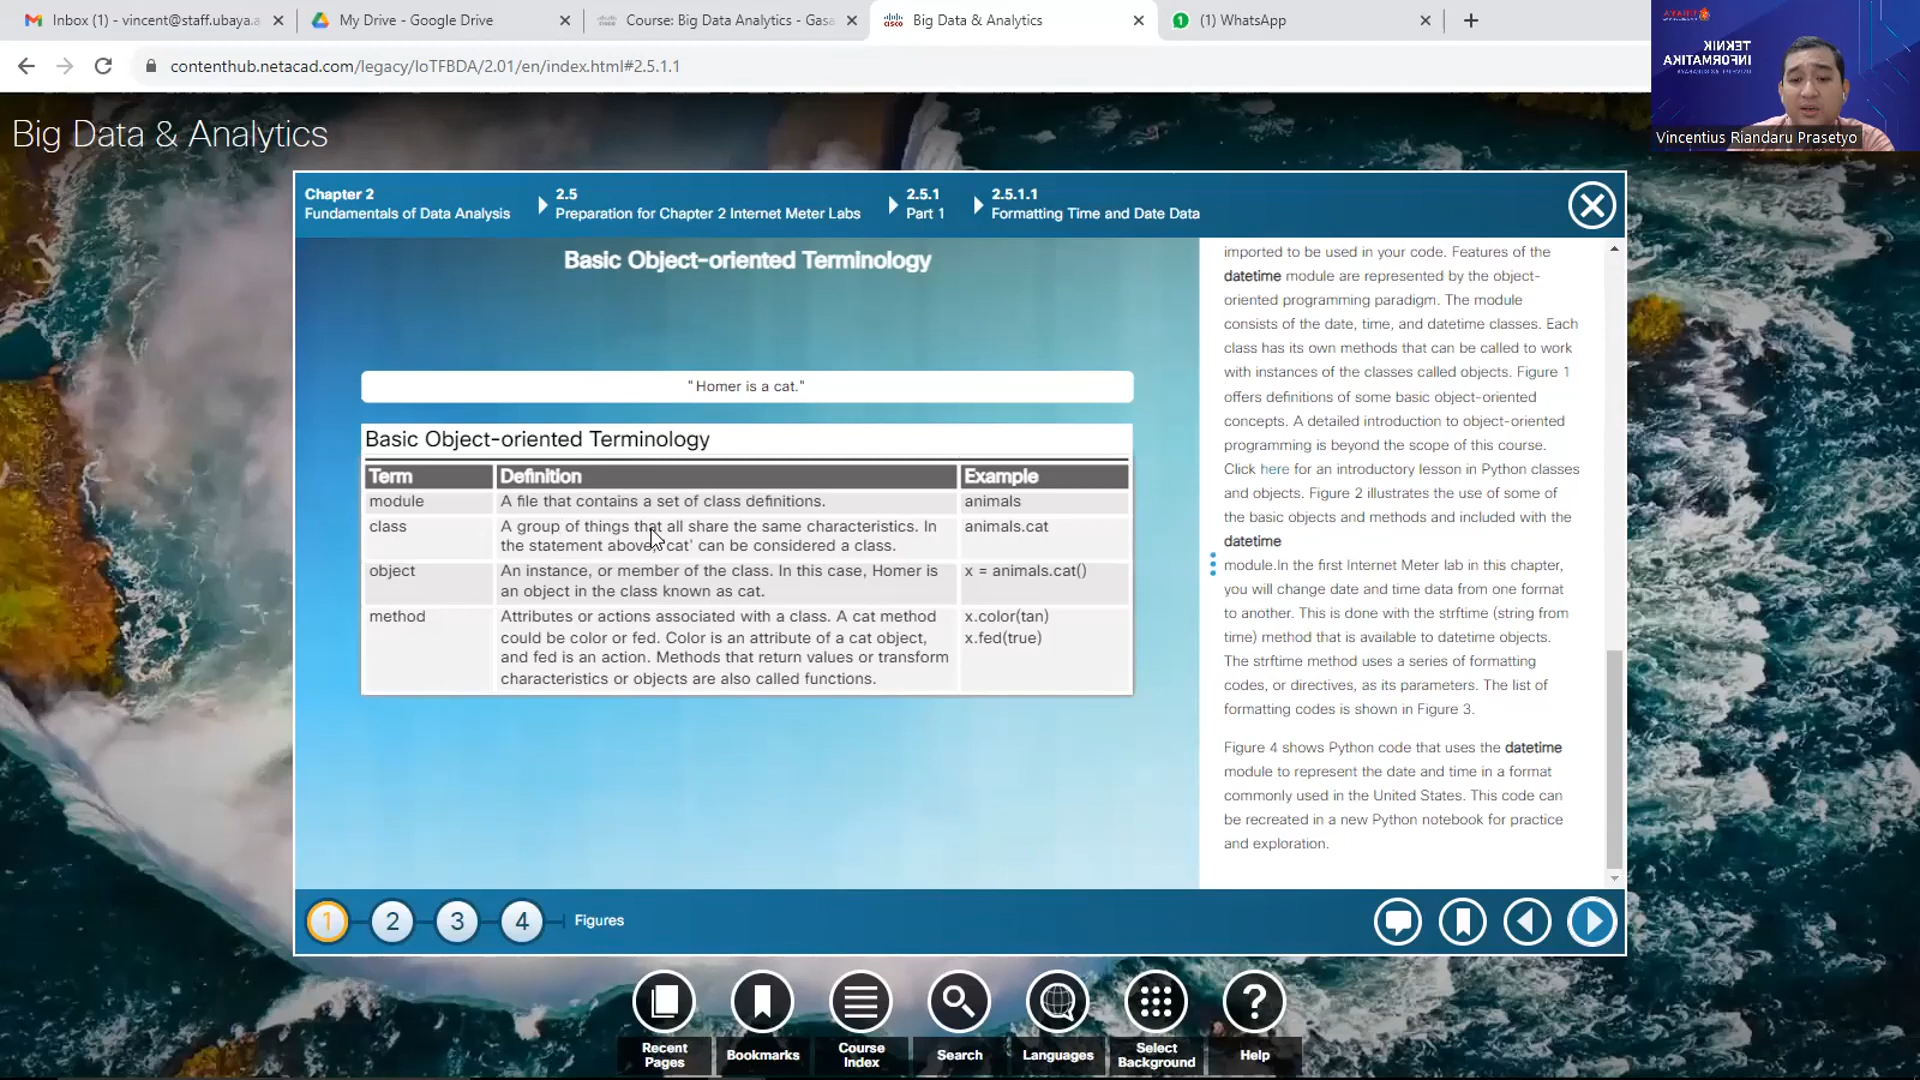 Inbox (1) - vincent@staff.ubaya.a
My Drive - Google Drive
Course: Big Data Analytics - Gasa
Big Data & Analytics
(1) WhatsApp
contenthub.netacad.com/legacy/IoTFBDA/2.01/en/index.html#2.5.1.1
TEKNIK
INFORMATIKA
Vincentius Riandaru Prasetyo
Big Data & Analytics
Chapter 2
Fundamentals of Data Analysis
2.5
Preparation for Chapter 2 Internet Meter Labs
2.5.1
Part 1
2.5.1.1
Formatting Time and Date Data
Basic Object-oriented Terminology
"Homer is a cat."
Basic Object-oriented Terminology
Term Definition Example
module A file that contains a set of class definitions. animals
class A group of things that all share the same characteristics. In animals.cat
the statement above, 'cat' can be considered a class.
object An instance, or member of the class. In this case, Homer is x = animals.cat()
an object in the class known as cat.
method Attributes or actions associated with a class. A cat method x.color(tan)
could be color or fed. Color is an attribute of a cat object, x.fed(true)
and fed is an action. Methods that return values or transform
characteristics or objects are also called functions.
imported to be used in your code. Features of the
datetime module are represented by the object-
oriented programming paradigm. The module
consists of the date, time, and datetime classes. Each
class has its own methods that can be called to work
with instances of the classes called objects. Figure 1
offers definitions of some basic object-oriented
concepts. A detailed introduction to object-oriented
programming is beyond the scope of this course.
Click here for an introductory lesson in Python classes
and objects. Figure 2 illustrates the use of some of
the basic objects and methods and included with the
datetime
module.In the first Internet Meter lab in this chapter,
you will change date and time data from one format
to another. This is done with the strftime (string from
time) method that is available to datetime objects.
The strftime method uses a series of formatting
codes, or directives, as its parameters. The list of
formatting codes is shown in Figure 3.
Figure 4 shows Python code that uses the datetime
module to represent the date and time in a format
commonly used in the United States. This code can
be recreated in a new Python notebook for practice
and exploration.
1 2 3 4 Figures
Recent
Pages
Bookmarks
Course
Index
Search
Languages
Select
Background
Help